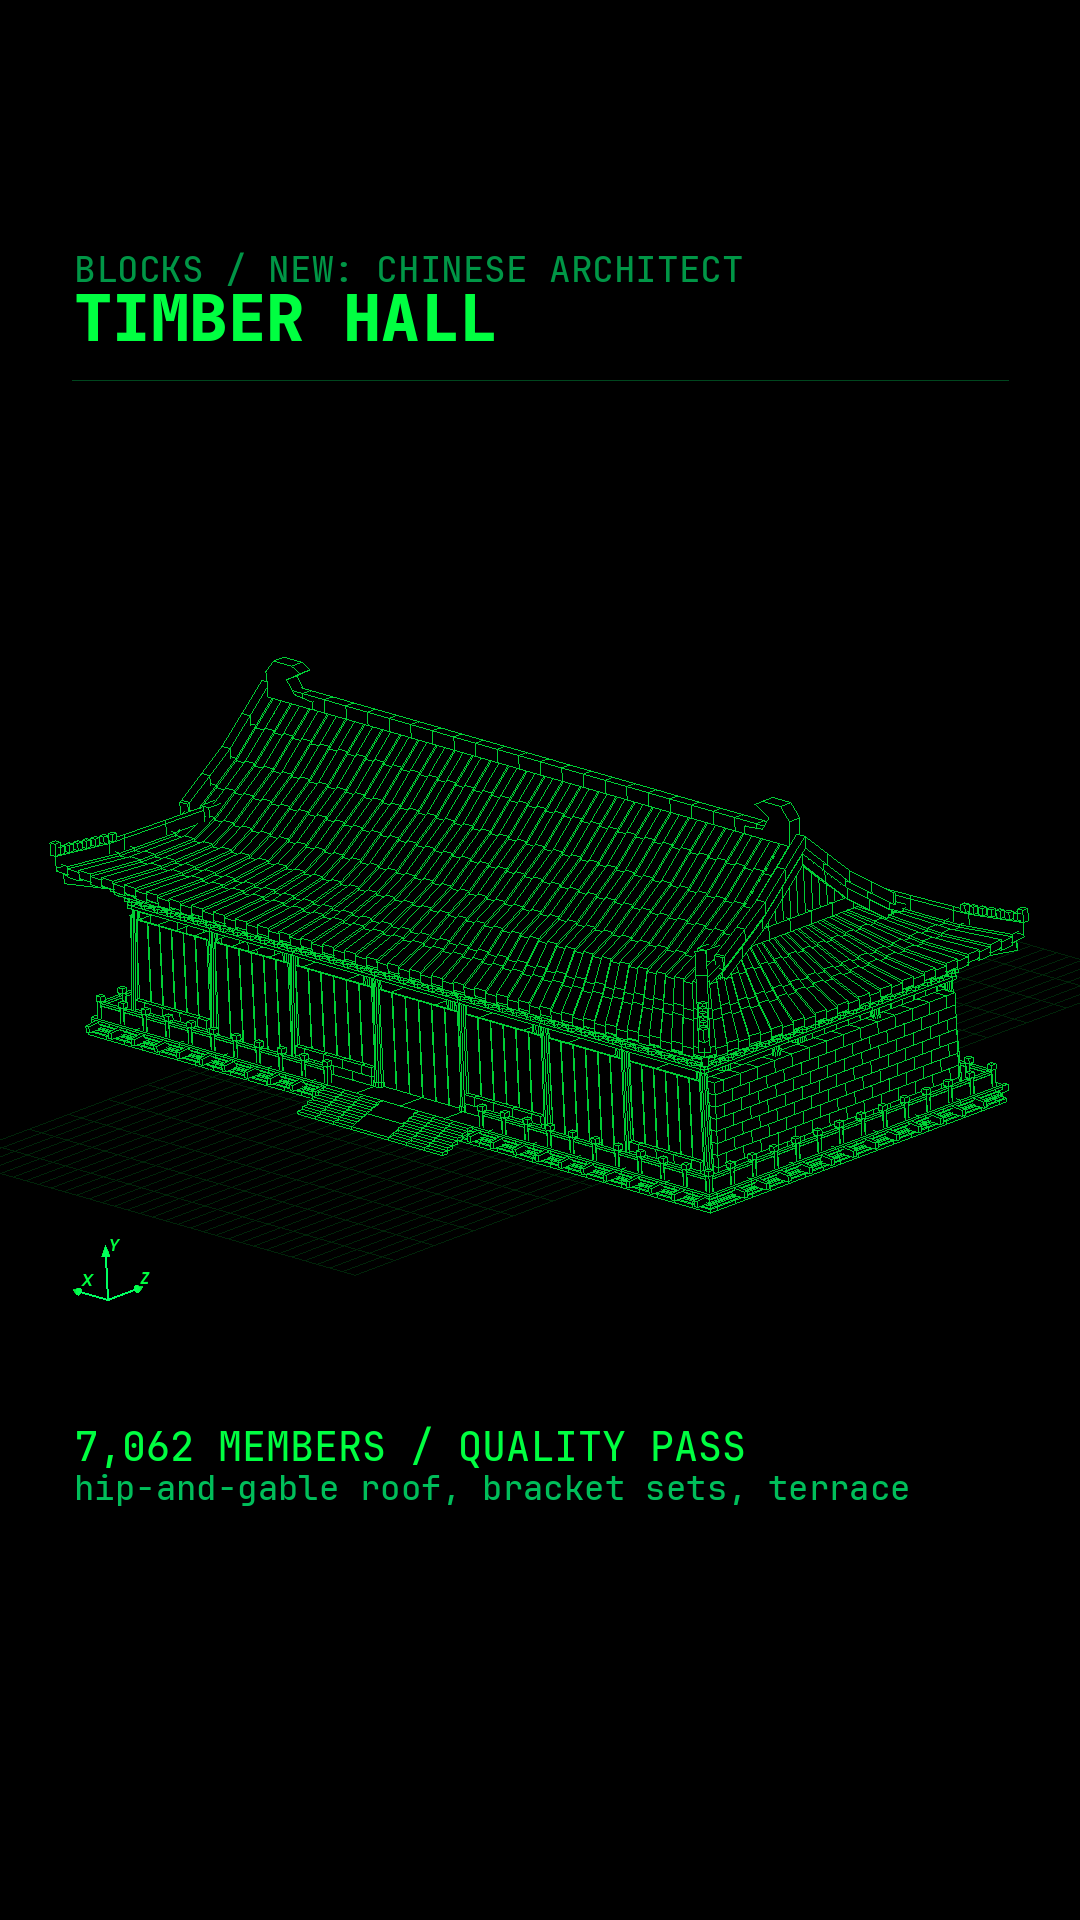 BLOCKS / NEW: CHINESE ARCHITECT
TIMBER HALL
Y
X
Z
7,062 MEMBERS / QUALITY PASS
hip-and-gable roof, bracket sets, terrace